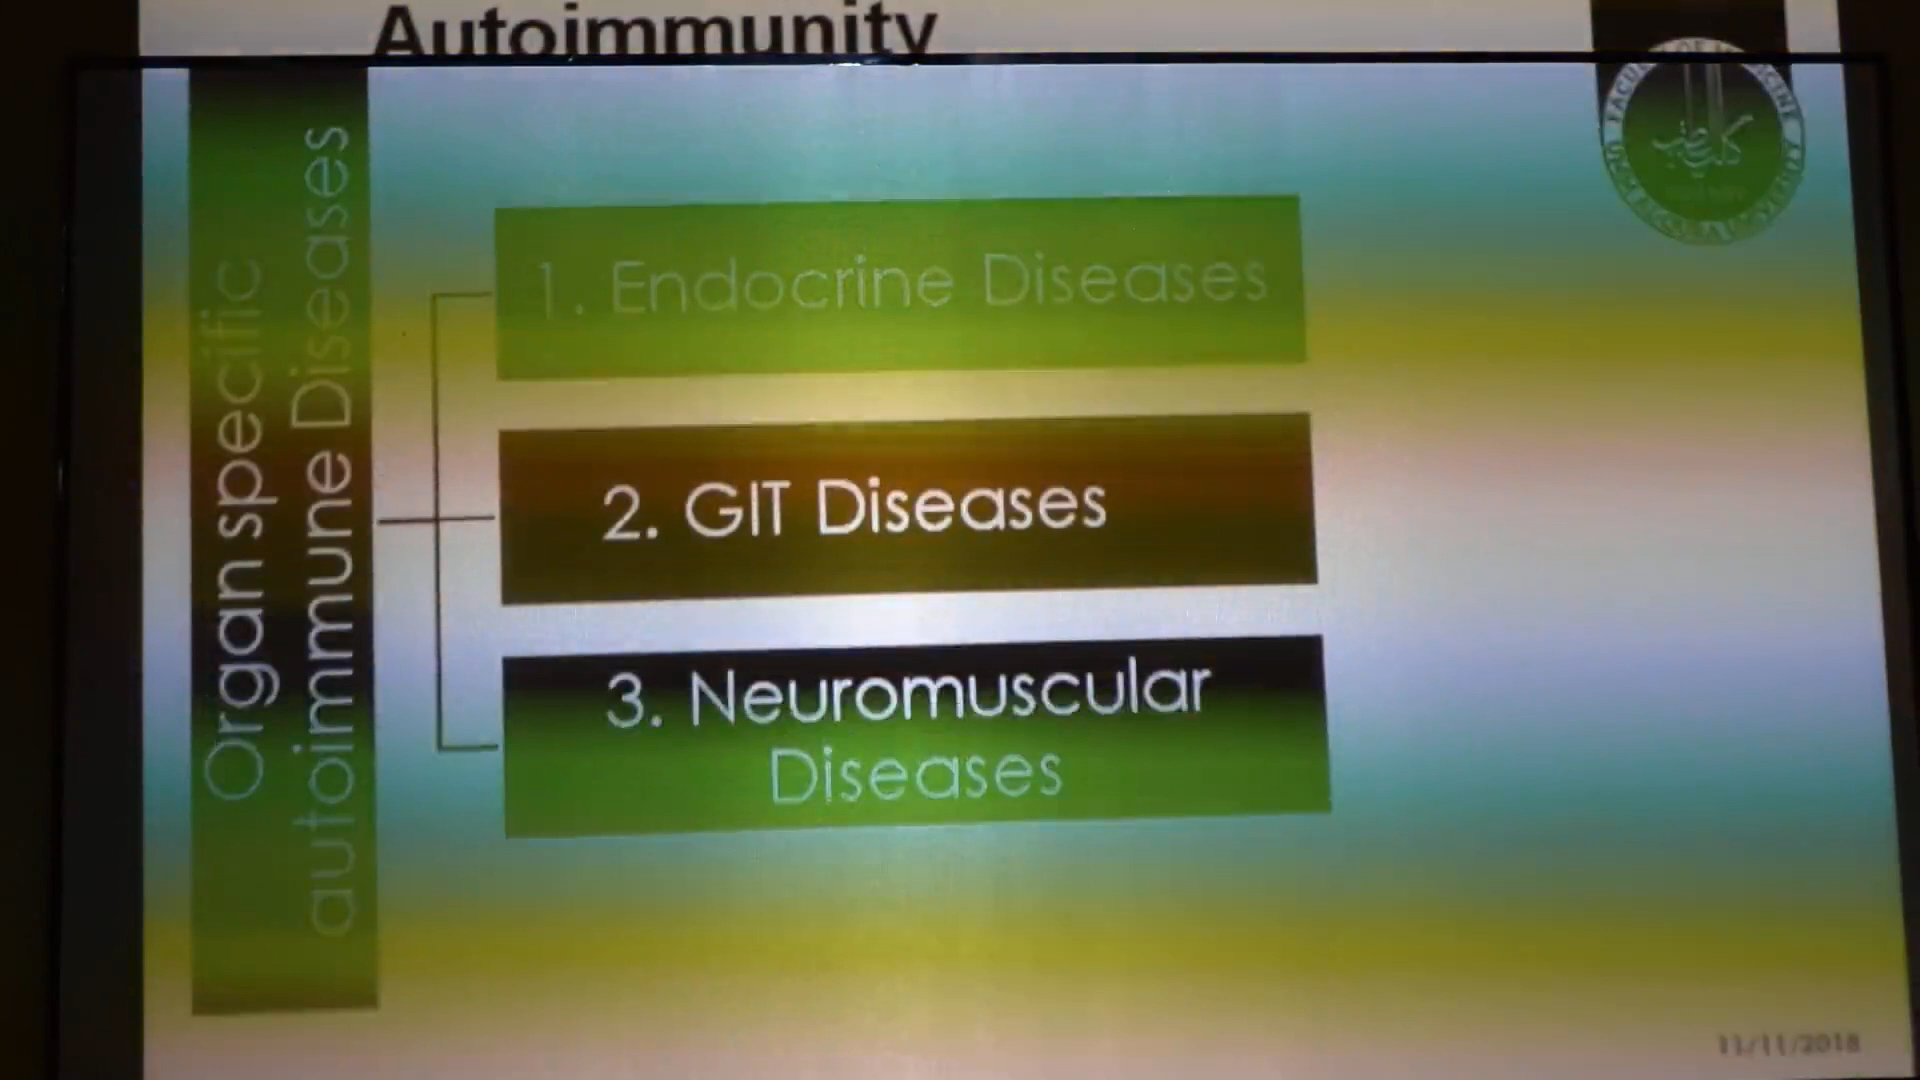 Autoimmunity
Organ specific
autoimmune Diseases
1. Endocrine Diseases
2. GIT Diseases
3. Neuromuscular
Diseases
11/11/2018